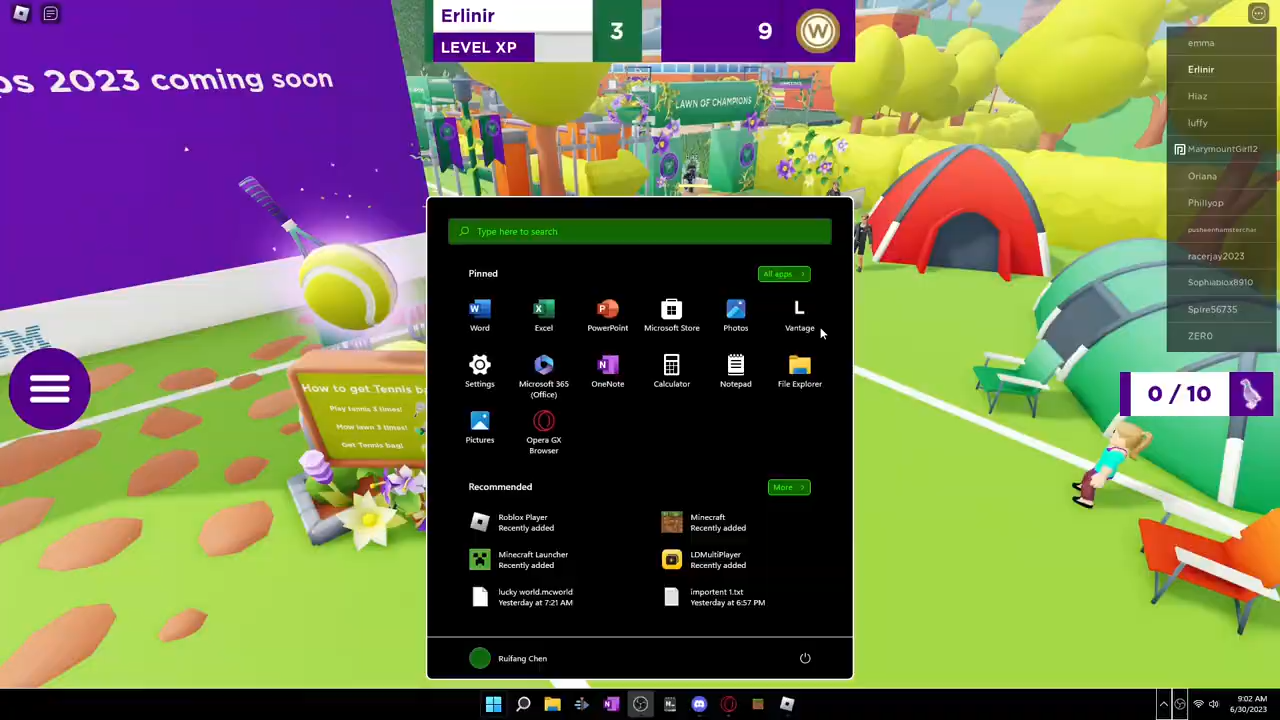 ps 2023 coming soon
Erlinir
LEVEL XP
3
9
W
LAWN OF CHAMPIONS
emma
Erlinir
Hiaz
luffy
MarymountGirl12
Oriana
Phillyop
pusheenhamsterchar
racerjay2023
Sophiabiox8910
Spire56735
ZER0
0 / 10
How to get Tennis b
Play tennis 3 times!
Mow lawn 3 times!
Get Tennis bag!
Type here to search
Pinned
All apps
Word
Excel
PowerPoint
Microsoft Store
Photos
Vantage
Settings
Microsoft 365
(Office)
OneNote
Calculator
Notepad
File Explorer
Pictures
Opera GX
Browser
Recommended
More
Roblox Player
Recently added
Minecraft
Recently added
Minecraft Launcher
Recently added
LDMultiPlayer
Recently added
lucky world.mcworld
Yesterday at 7:21 AM
importent 1.txt
Yesterday at 6:57 PM
Ruifang Chen
9:02 AM
6/30/2023